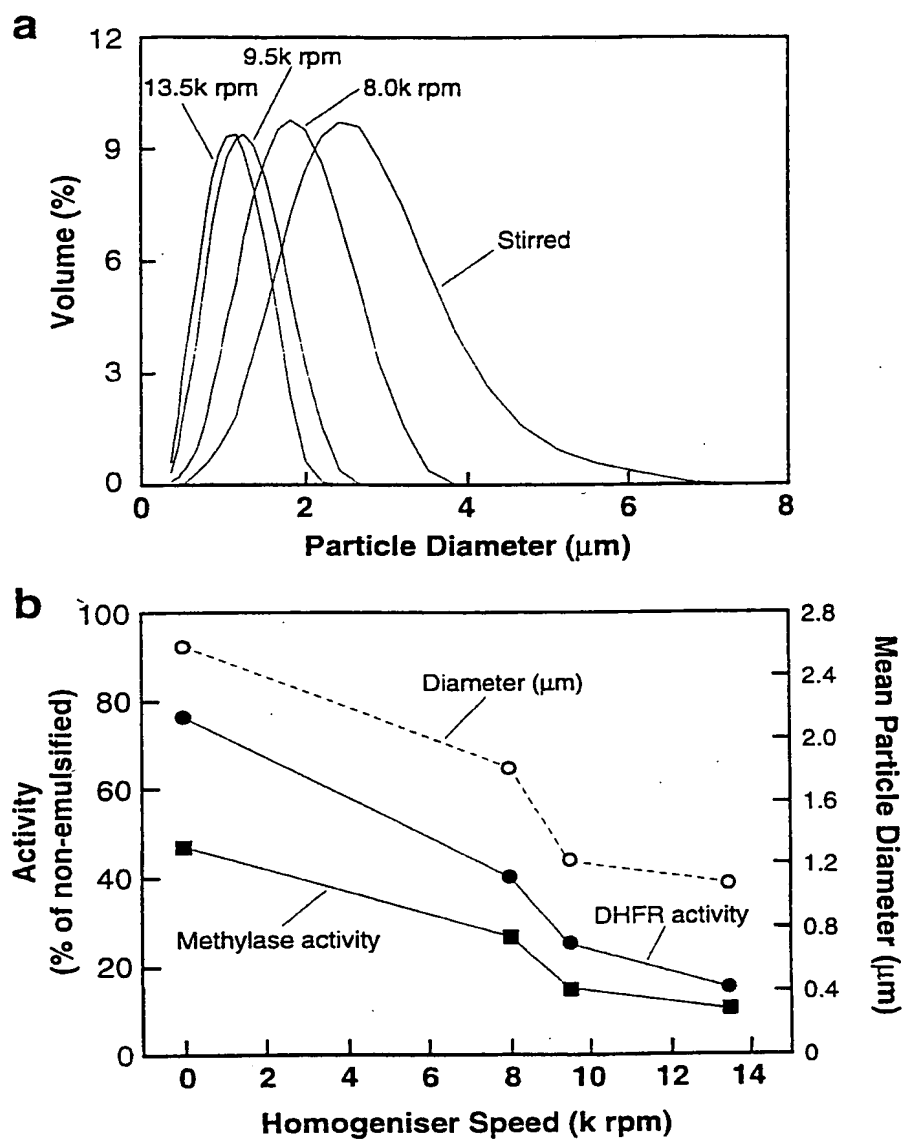 a
12
9
6
3
0
Volume (%)
13.5k rpm
9.5k rpm
8.0k rpm
Stirred
0 2 4 6 8
Particle Diameter (μm)
b
100
80
60
40
20
0
Activity
(% of non-emulsified)
Diameter (μm)
Methylase activity
DHFR activity
2.8
2.4
2.0
1.6
1.2
0.8
0.4
0
Mean Particle Diameter (μm)
0 2 4 6 8 10 12 14
Homogeniser Speed (k rpm)